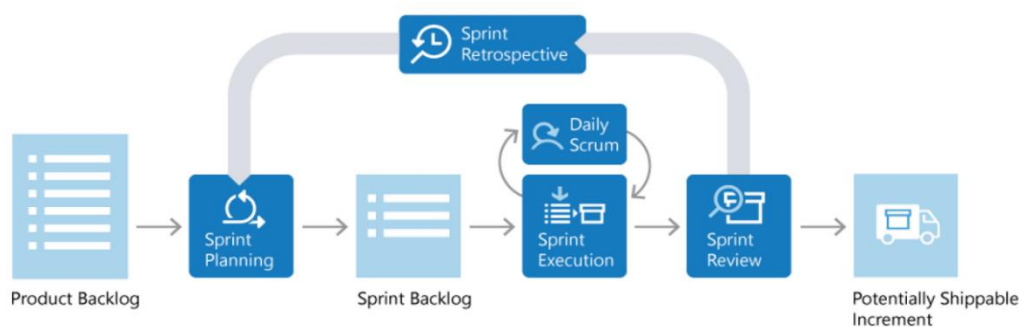 Sprint
Retrospective
Daily
Scrum
Sprint
Planning
Sprint
Execution
Sprint
Review
Product Backlog
Sprint Backlog
Potentially Shippable
Increment